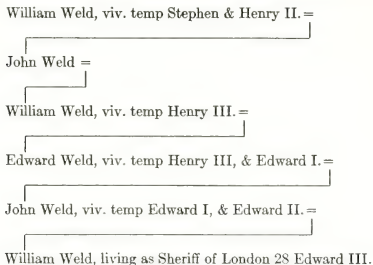 William Weld, viv. temp Stephen & Henry II. =
John Weld =
William Weld, viv. temp Henry III. =
Edward Weld, viv. temp Henry III, & Edward I. =
John Weld, viv. temp Edward I, & Edward II. =
William Weld, living as Sheriff of London 28 Edward III.